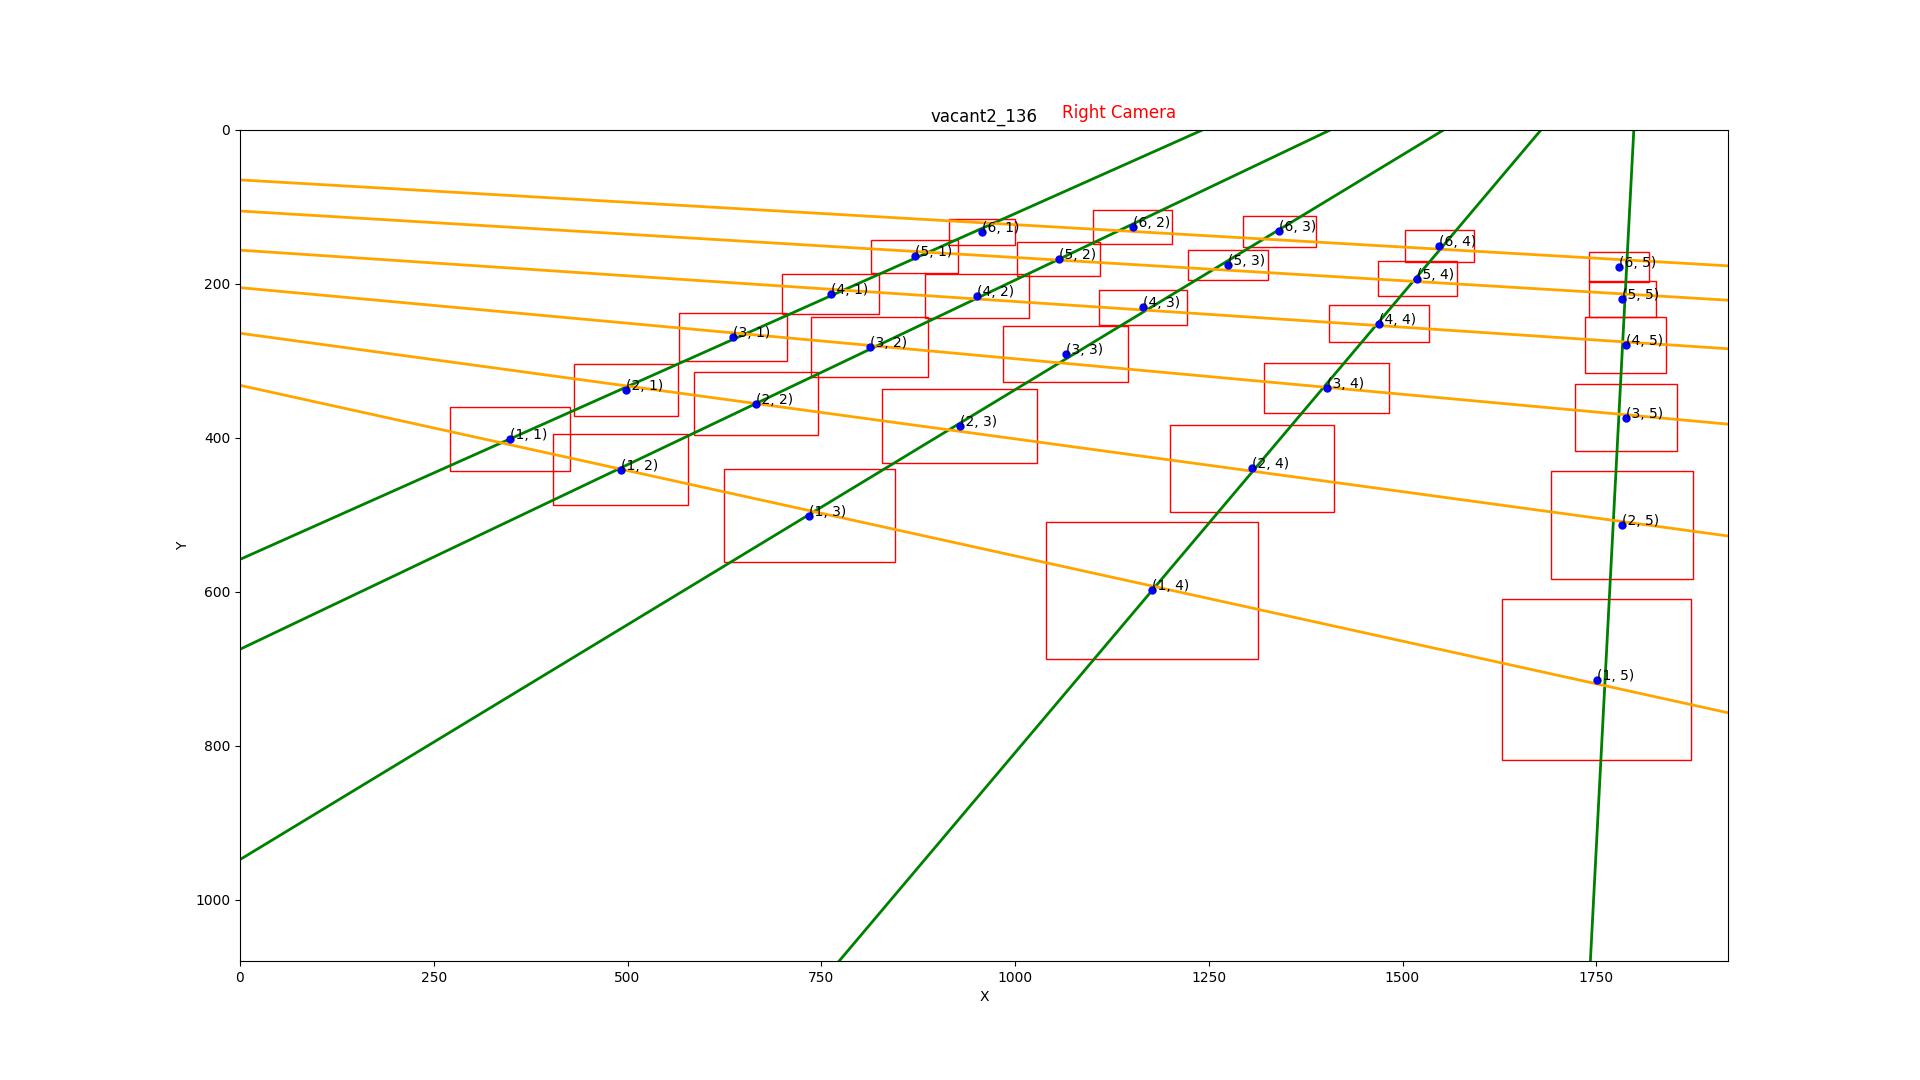 vacant2_136 Right Camera
0
(6, 1) (6, 2) (6, 3) (6, 4) (6, 5)
(5, 1) (5, 2) (5, 3) (5, 4) (5, 5)
200
(4, 1) (4, 2) (4, 3) (4, 4) (4, 5)
(3, 1) (3, 2) (3, 3) (3, 4) (3, 5)
(2, 1) (2, 2) (2, 3) (2, 4) (2, 5)
400
(1, 1) (1, 2) (1, 3) (1, 4) (1, 5)
Y
600
800
1000
0 250 500 750 1000 1250 1500 1750
X